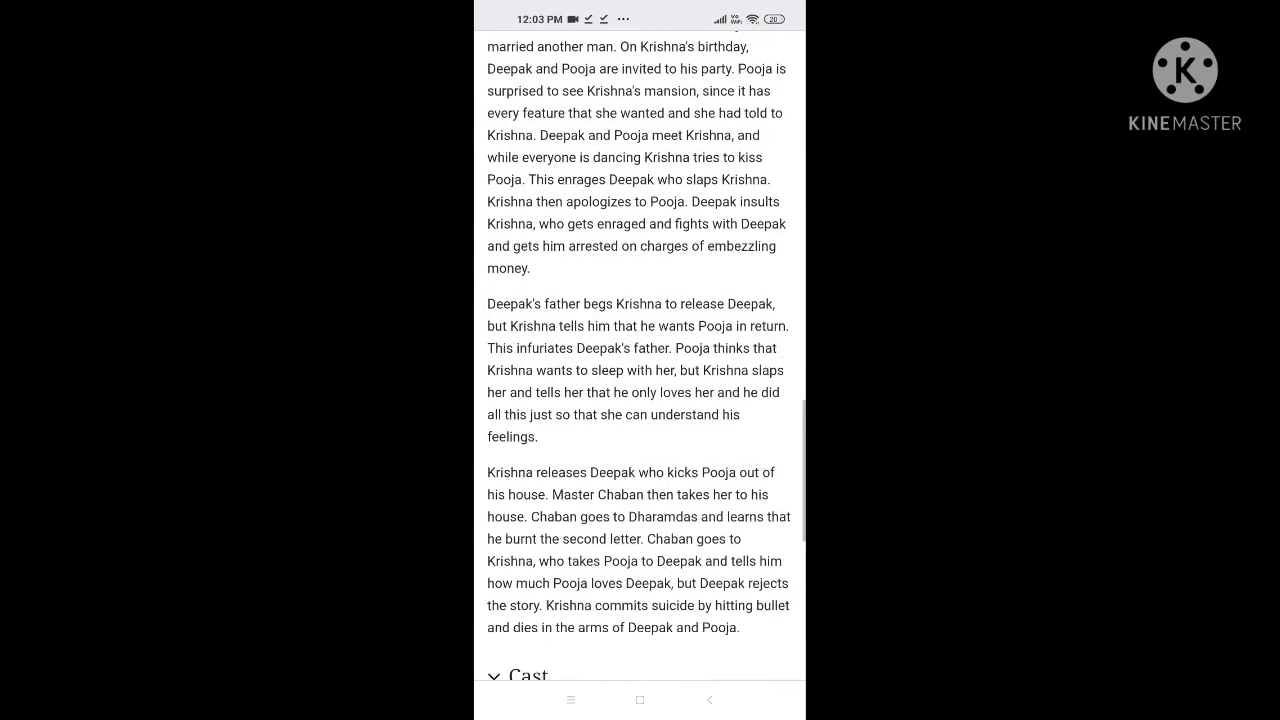 12:03 PM
Vo
WiFi
20
married another man. On Krishna's birthday,
Deepak and Pooja are invited to his party. Pooja is
surprised to see Krishna's mansion, since it has
every feature that she wanted and she had told to
Krishna. Deepak and Pooja meet Krishna, and
while everyone is dancing Krishna tries to kiss
Pooja. This enrages Deepak who slaps Krishna.
Krishna then apologizes to Pooja. Deepak insults
Krishna, who gets enraged and fights with Deepak
and gets him arrested on charges of embezzling
money.
Deepak's father begs Krishna to release Deepak,
but Krishna tells him that he wants Pooja in return.
This infuriates Deepak's father. Pooja thinks that
Krishna wants to sleep with her, but Krishna slaps
her and tells her that he only loves her and he did
all this just so that she can understand his
feelings.
Krishna releases Deepak who kicks Pooja out of
his house. Master Chaban then takes her to his
house. Chaban goes to Dharamdas and learns that
he burnt the second letter. Chaban goes to
Krishna, who takes Pooja to Deepak and tells him
how much Pooja loves Deepak, but Deepak rejects
the story. Krishna commits suicide by hitting bullet
and dies in the arms of Deepak and Pooja.
Cast
K
KINEMASTER